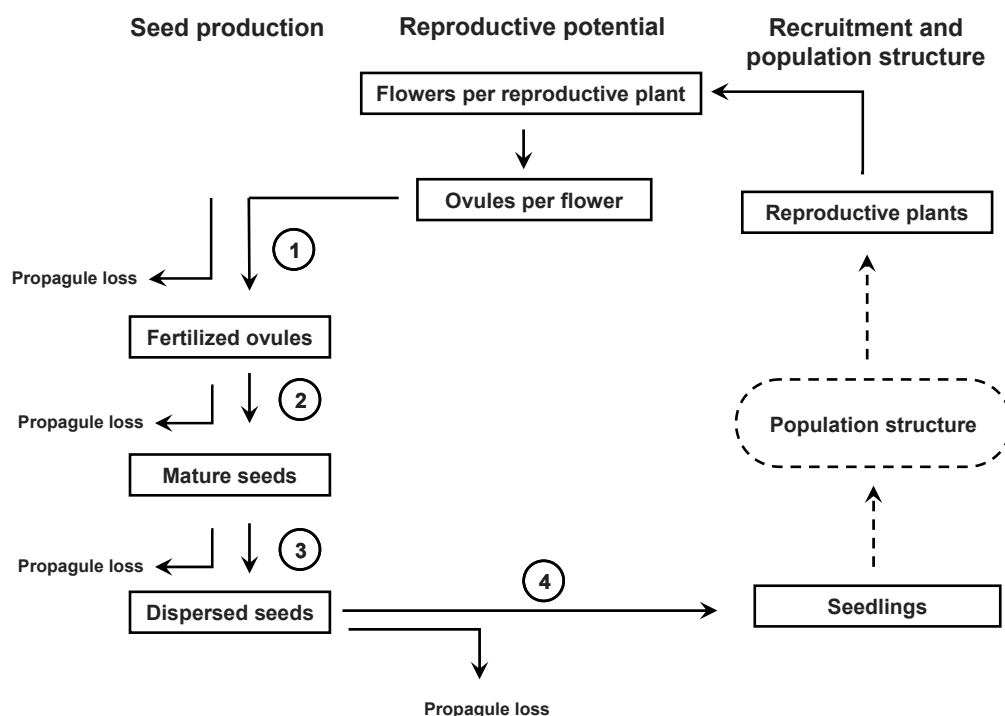 Seed production
Reproductive potential
Recruitment and
population structure
Flowers per reproductive plant
Ovules per flower
Reproductive plants
1
Propagule loss
Fertilized ovules
2
Propagule loss
Population structure
Mature seeds
3
Propagule loss
4
Dispersed seeds
Seedlings
Propagule loss